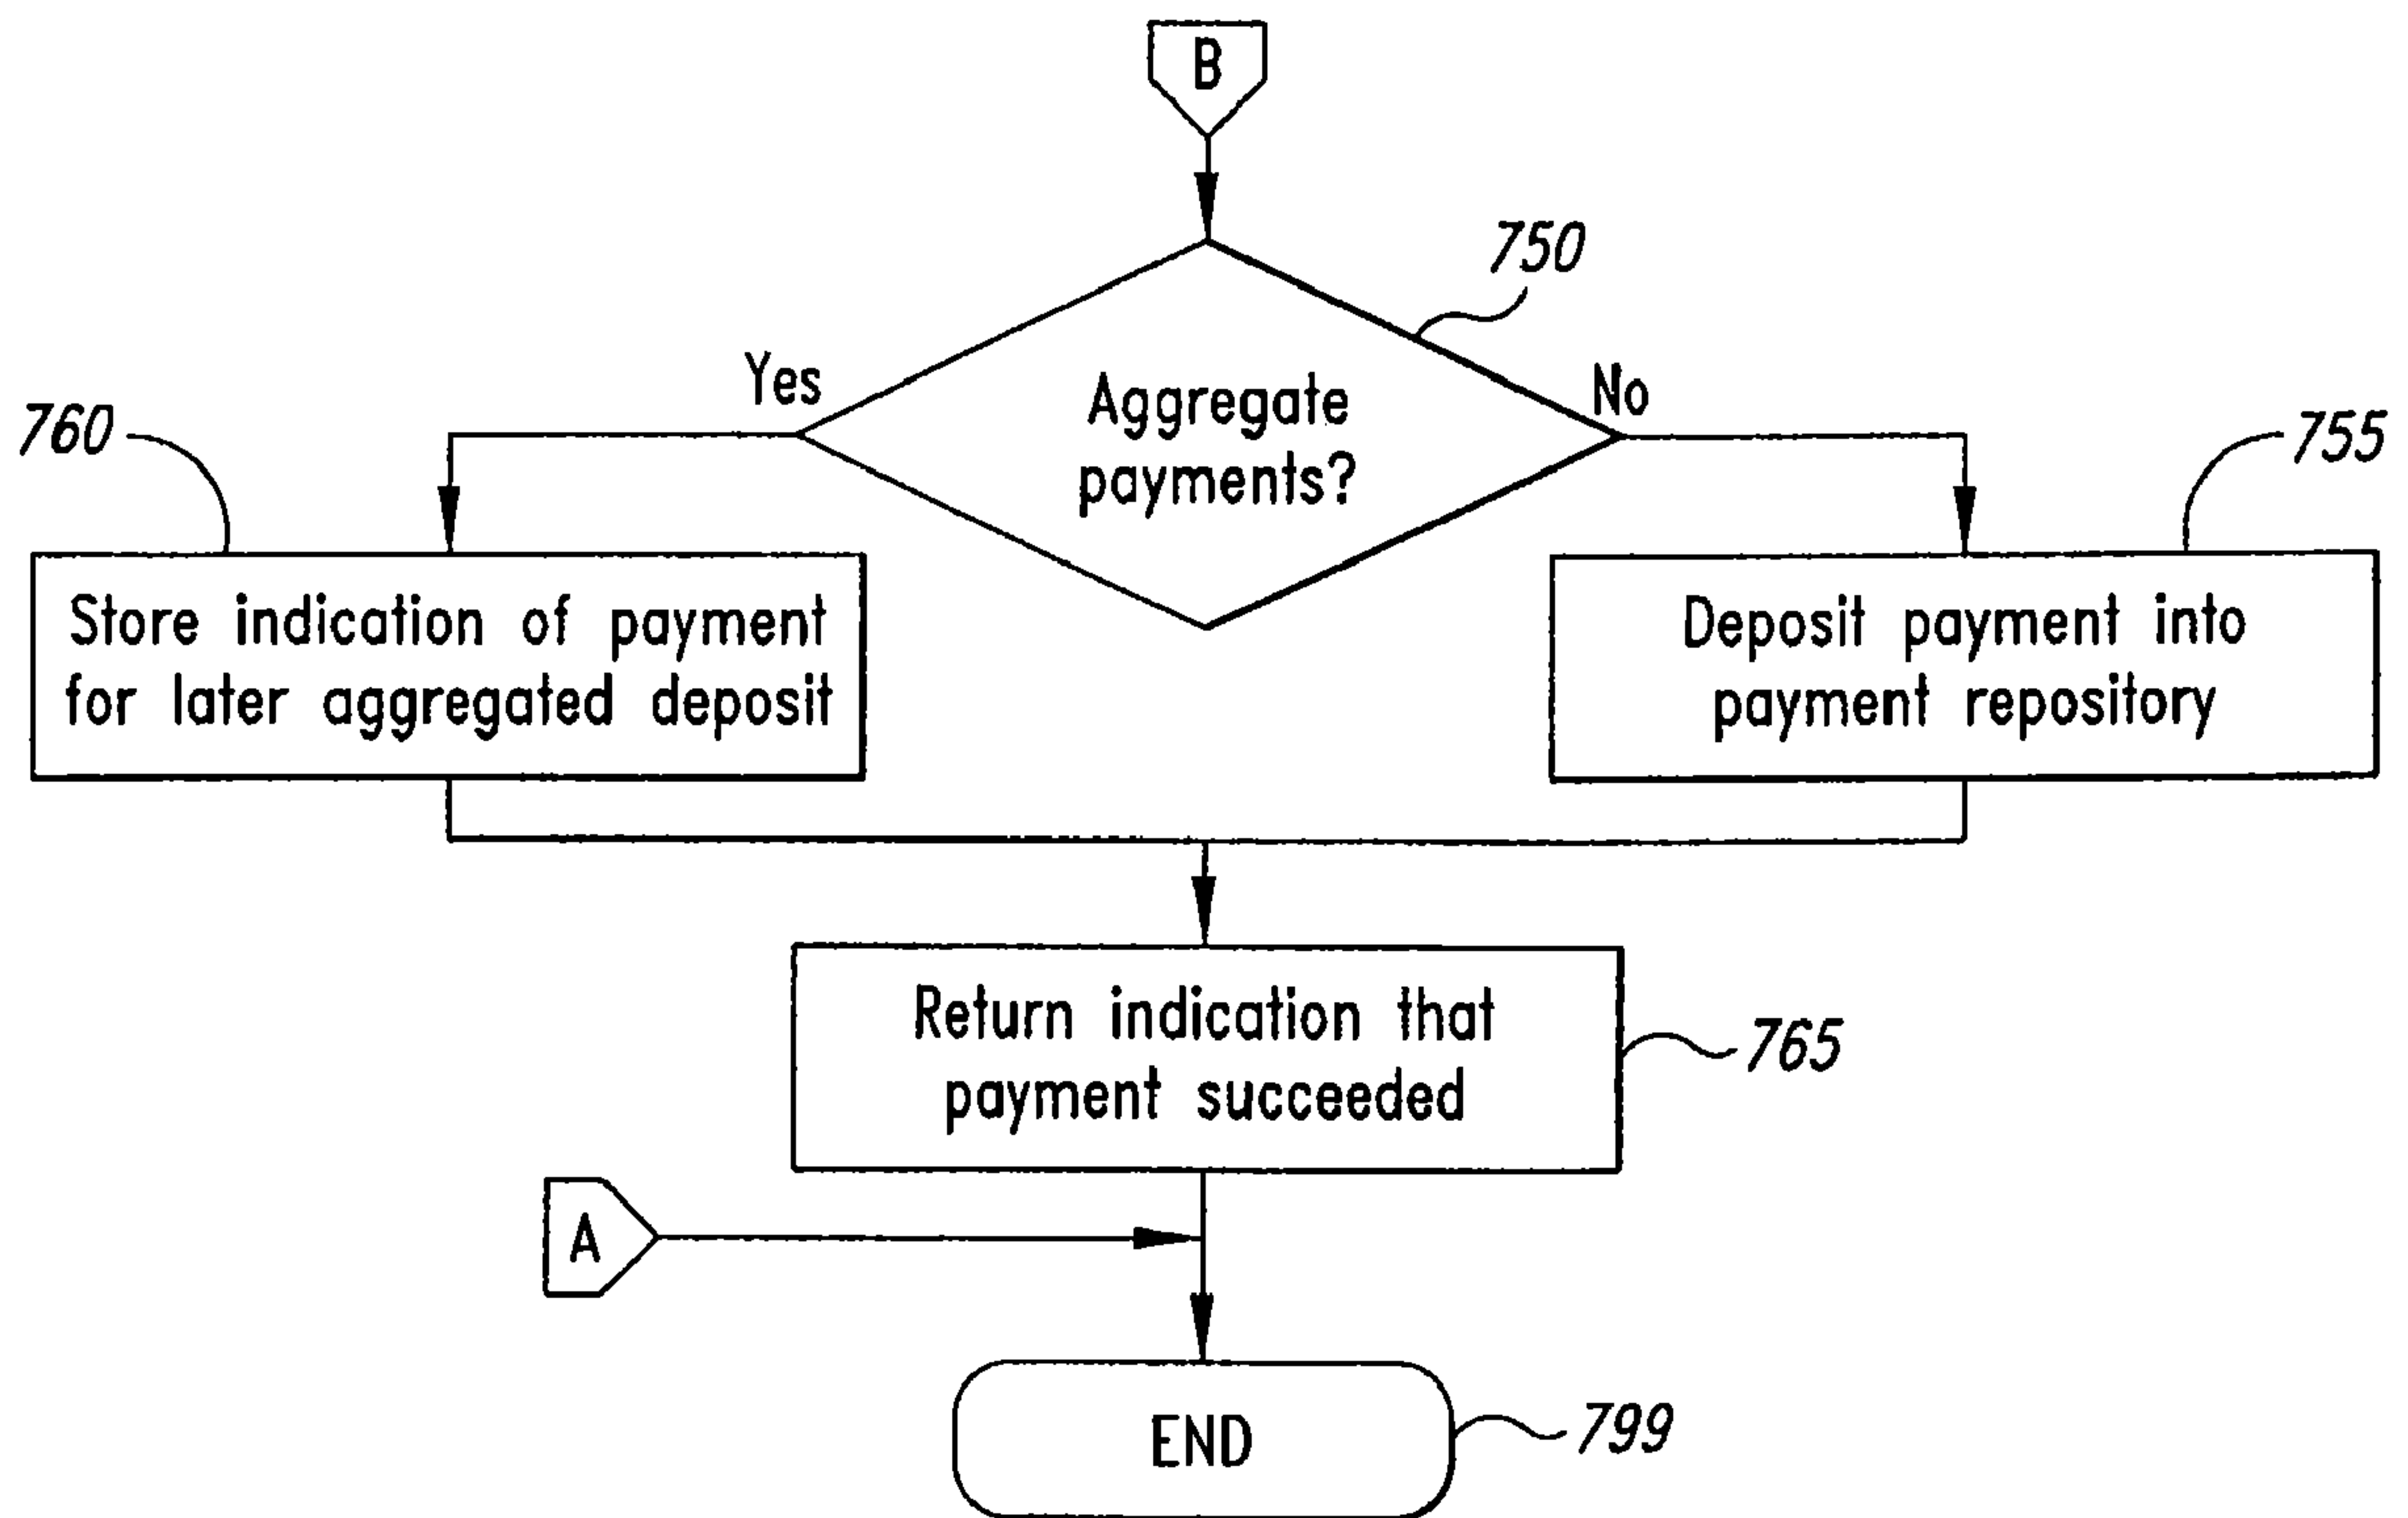 B
750
Yes
Aggregate
payments?
No
760
755
Store indication of payment
for later aggregated deposit
Deposit payment into
payment repository
Return indication that
payment succeeded
765
A
END
799